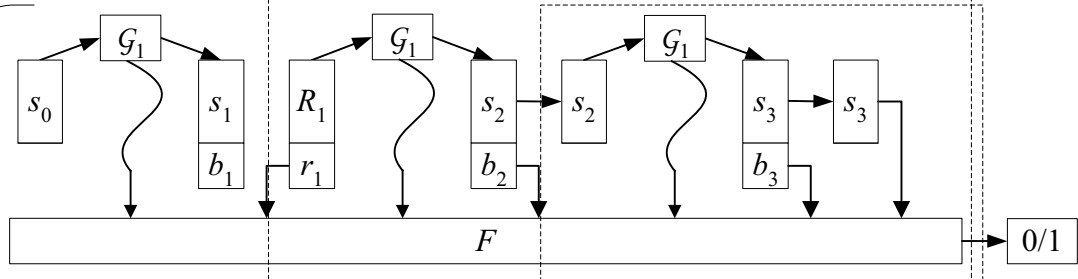 𝒢₁ 𝒢₁ 𝒢₁
s₀ s₁ R₁ s₂ s₂ s₃ s₃
b₁ r₁ b₂ b₃
F 0/1